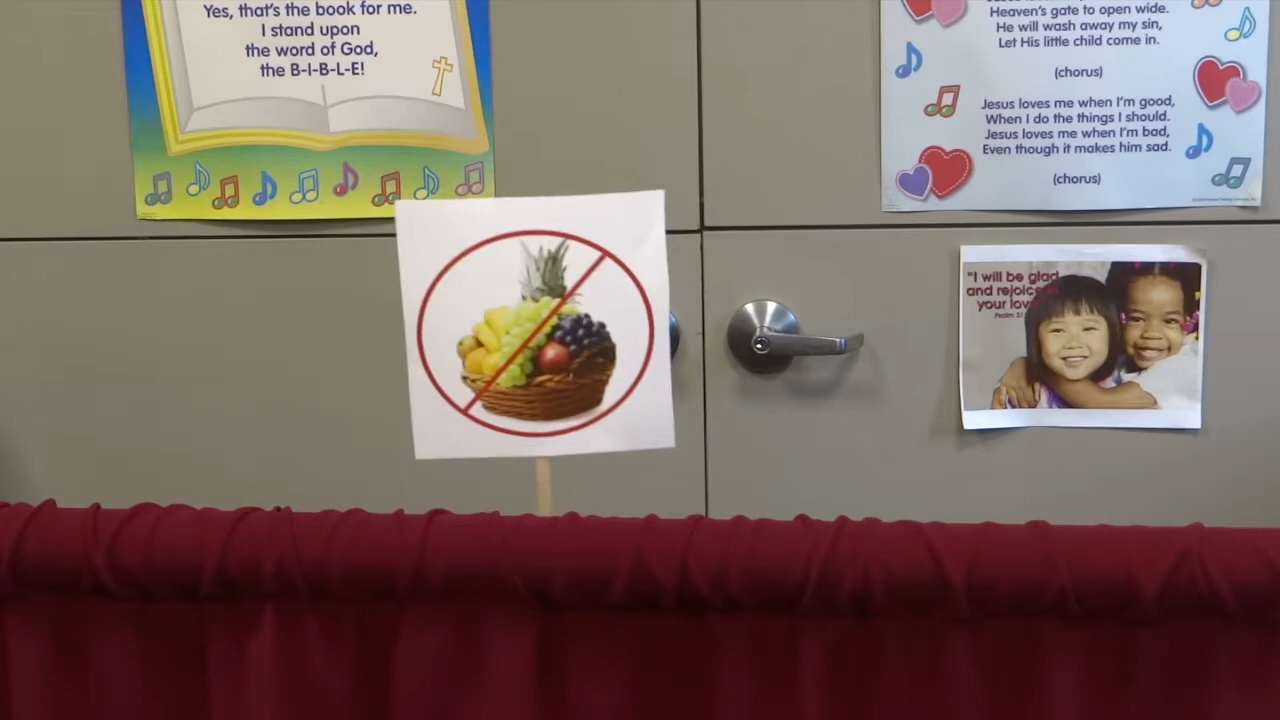 Yes, that's the book for me.
I stand upon
the word of God,
the B-I-B-L-E!
Heaven's gate to open wide.
He will wash away my sin,
Let His little child come in.
(chorus)
Jesus loves me when I'm good,
When I do the things I should.
Jesus loves me when I'm bad,
Even though it makes him sad.
(chorus)
"I will be glad
and rejoice
your love
Psalm